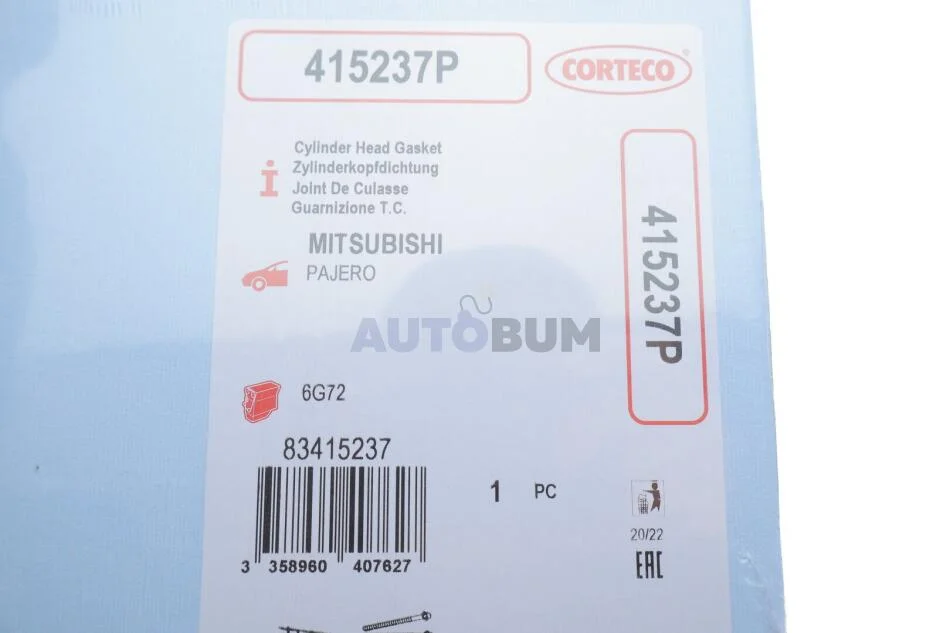 415237P
CORTECO®
Cylinder Head Gasket
Zylinderkopfdichtung
Joint De Culasse
Guarnizione T.C.
MITSUBISHI
PAJERO
415237P
AUTOBUM
6G72
83415237
1 PC
3 358960 407627
20/22
EAC